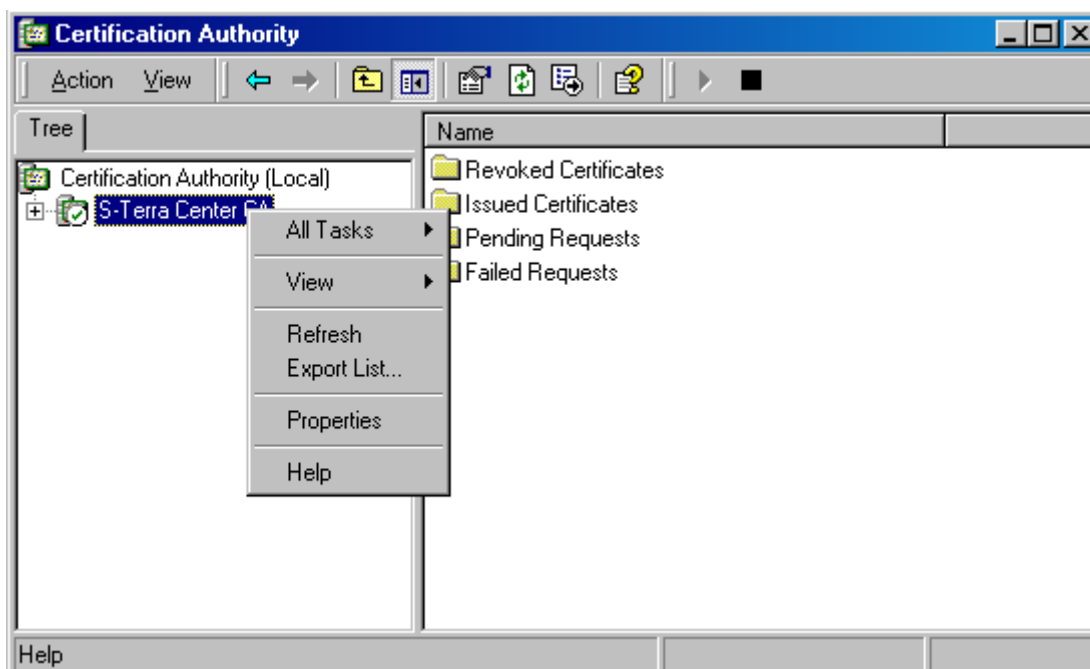 Certification Authority
Action View
Tree
Name
Certification Authority (Local)
S-Terra Center CA
Revoked Certificates
Issued Certificates
Pending Requests
Failed Requests
All Tasks
View
Refresh
Export List...
Properties
Help
Help